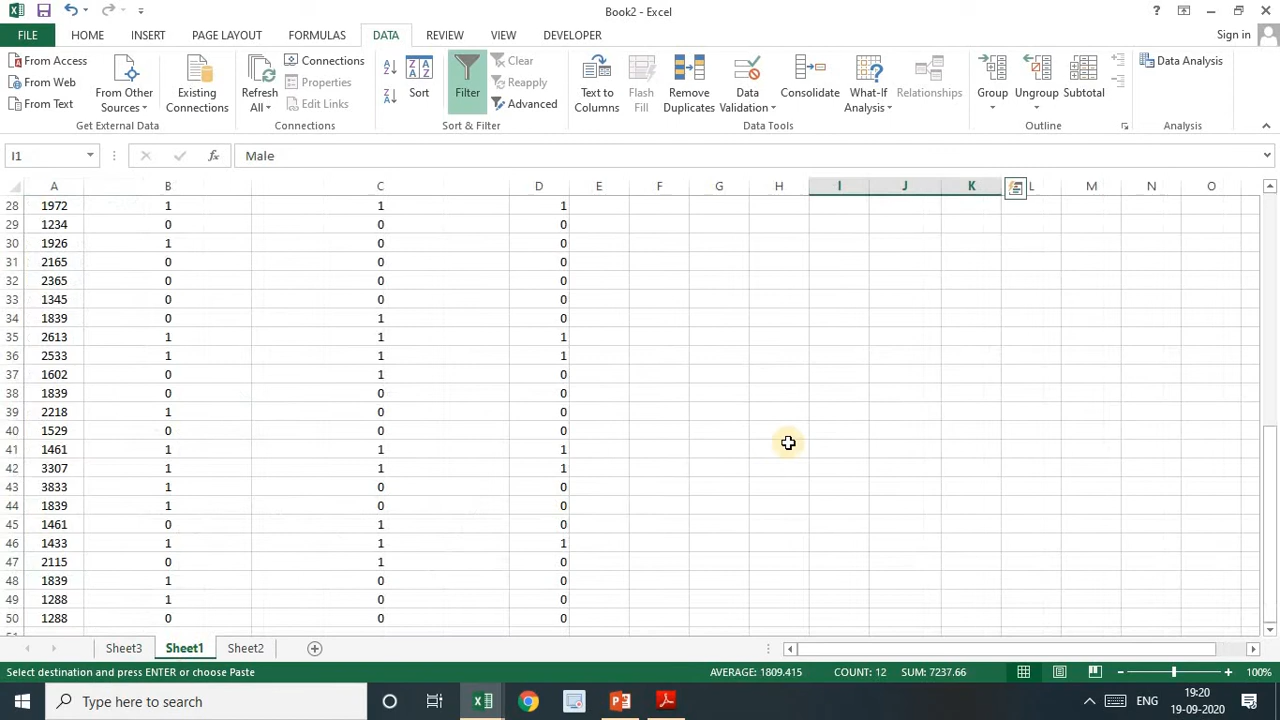 Book2 - Excel
?
FILE HOME INSERT PAGE LAYOUT FORMULAS DATA REVIEW VIEW DEVELOPER Sign in
From Access
From Web
From Text
From Other Sources
Existing Connections
Get External Data
Refresh All
Connections
Properties
Edit Links
Connections
A Z
Z A
Z A A Z
Sort
Filter
Clear
Reapply
Advanced
Sort & Filter
Text to Columns
Flash Fill
Remove Duplicates
Data Validation
Consolidate
What-If Analysis
Relationships
Data Tools
Group
Ungroup
Subtotal
Outline
Data Analysis
Analysis
I1 fx Male
A B C D E F G H I J K L M N O
28 1972 1 1 1
29 1234 0 0 0
30 1926 1 0 0
31 2165 0 0 0
32 2365 0 0 0
33 1345 0 0 0
34 1839 0 1 0
35 2613 1 1 1
36 2533 1 1 1
37 1602 0 1 0
38 1839 0 0 0
39 2218 1 0 0
40 1529 0 0 0
41 1461 1 1 1
42 3307 1 1 1
43 3833 1 0 0
44 1839 1 0 0
45 1461 0 1 0
46 1433 1 1 1
47 2115 0 1 0
48 1839 1 0 0
49 1288 1 0 0
50 1288 0 0 0
Sheet3 Sheet1 Sheet2
Select destination and press ENTER or choose Paste AVERAGE: 1809.415 COUNT: 12 SUM: 7237.66 100%
Type here to search
ENG
19:20
19-09-2020